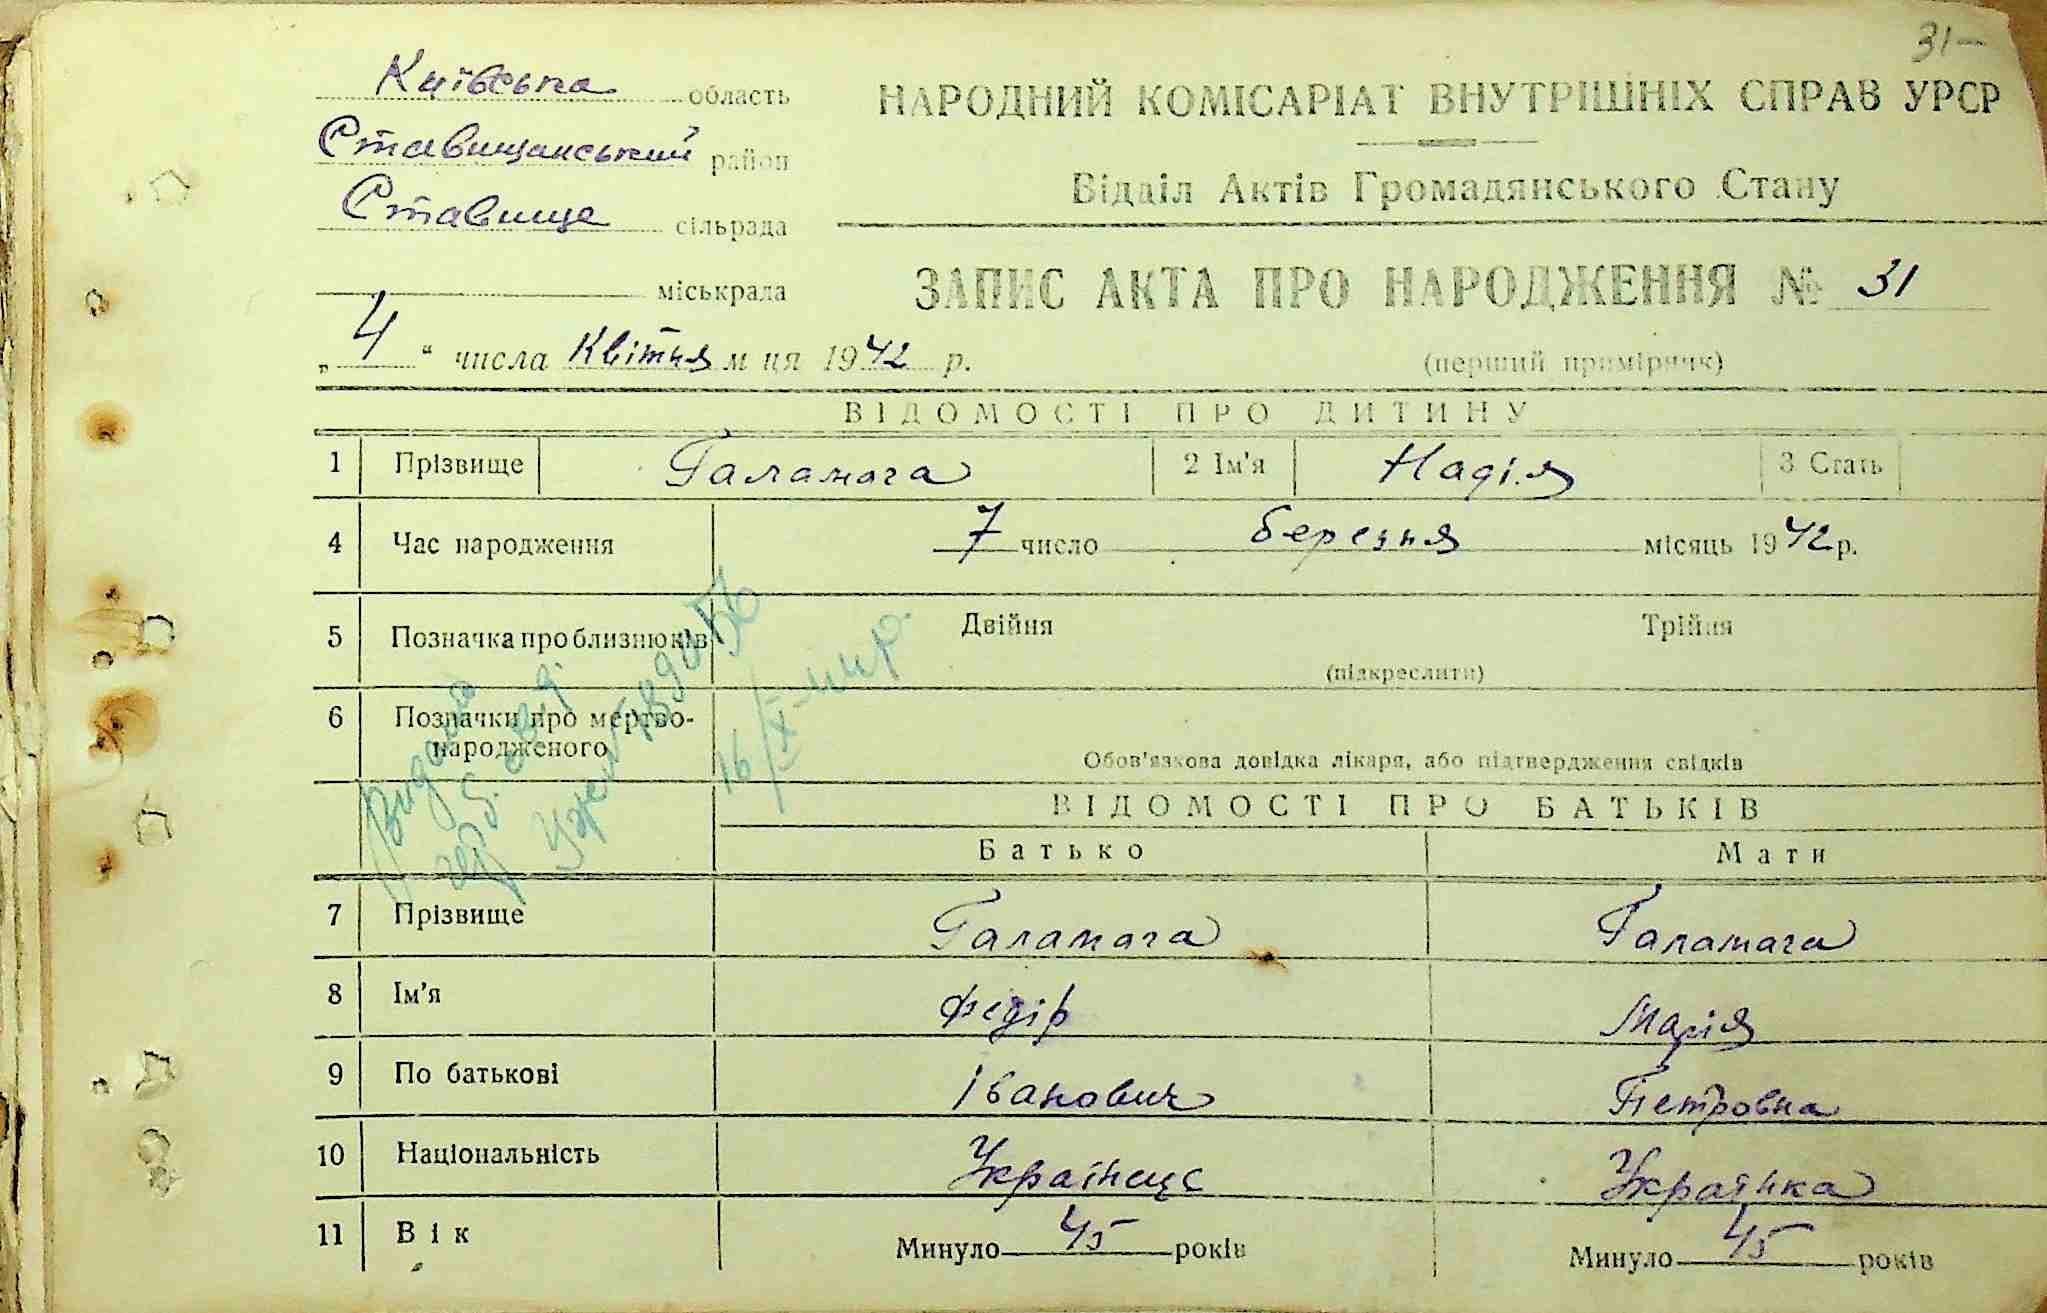 31-
Київська область
Ставищанський район
Ставище сільрада
міськрада
НАРОДНИЙ КОМІСАРІАТ ВНУТРІШНІХ СПРАВ УРСР
Відділ Актів Громадянського Стану
ЗАПИС АКТА ПРО НАРОДЖЕННЯ № 31
„4“ числа Квітня м ця 1942 р.
(перший примірник)
ВІДОМОСТІ ПРО ДИТИНУ
1 Прізвище Галамага 2 Ім'я Надія 3 Стать
4 Час народження 7 число березня місяць 1942 р.
5 Позначка про близнюків Двійня Трійня
(підкреслити)
6 Позначки про мертво-
народженого
Обов'язкова довідка лікаря, або підтвердження свідків
ВІДОМОСТІ ПРО БАТЬКІВ
Батько Мати
7 Прізвище Галамага Галамага
8 Ім'я Федір Марія
9 По батькові Іванович Петровна
10 Національність Українець Українка
11 Вік Минуло 45 років Минуло 45 років